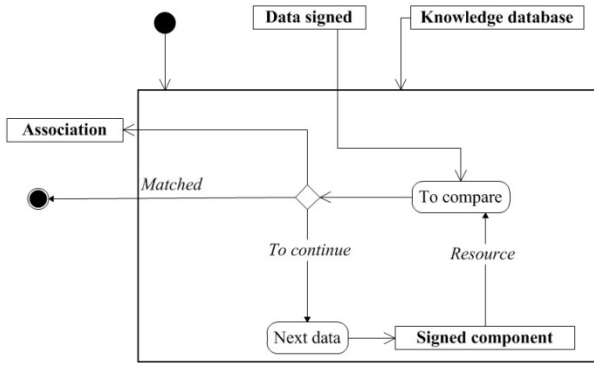 Data signed
Knowledge database
Association
Matched
To compare
To continue
Resource
Next data
Signed component